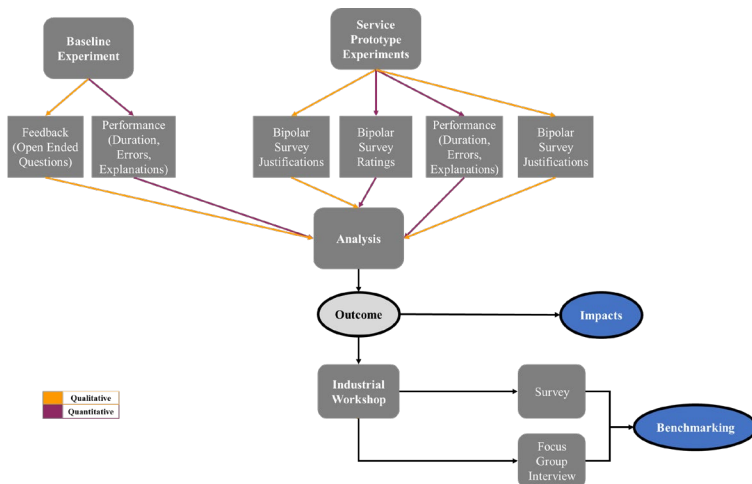 Baseline
Experiment
Service
Prototype
Experiments
Feedback
(Open Ended
Questions)
Performance
(Duration,
Errors,
Explanations)
Bipolar
Survey
Justifications
Bipolar
Survey
Ratings
Performance
(Duration,
Errors,
Explanations)
Bipolar
Survey
Justifications
Analysis
Outcome
Impacts
Industrial
Workshop
Survey
Qualitative
Quantitative
Benchmarking
Focus
Group
Interview